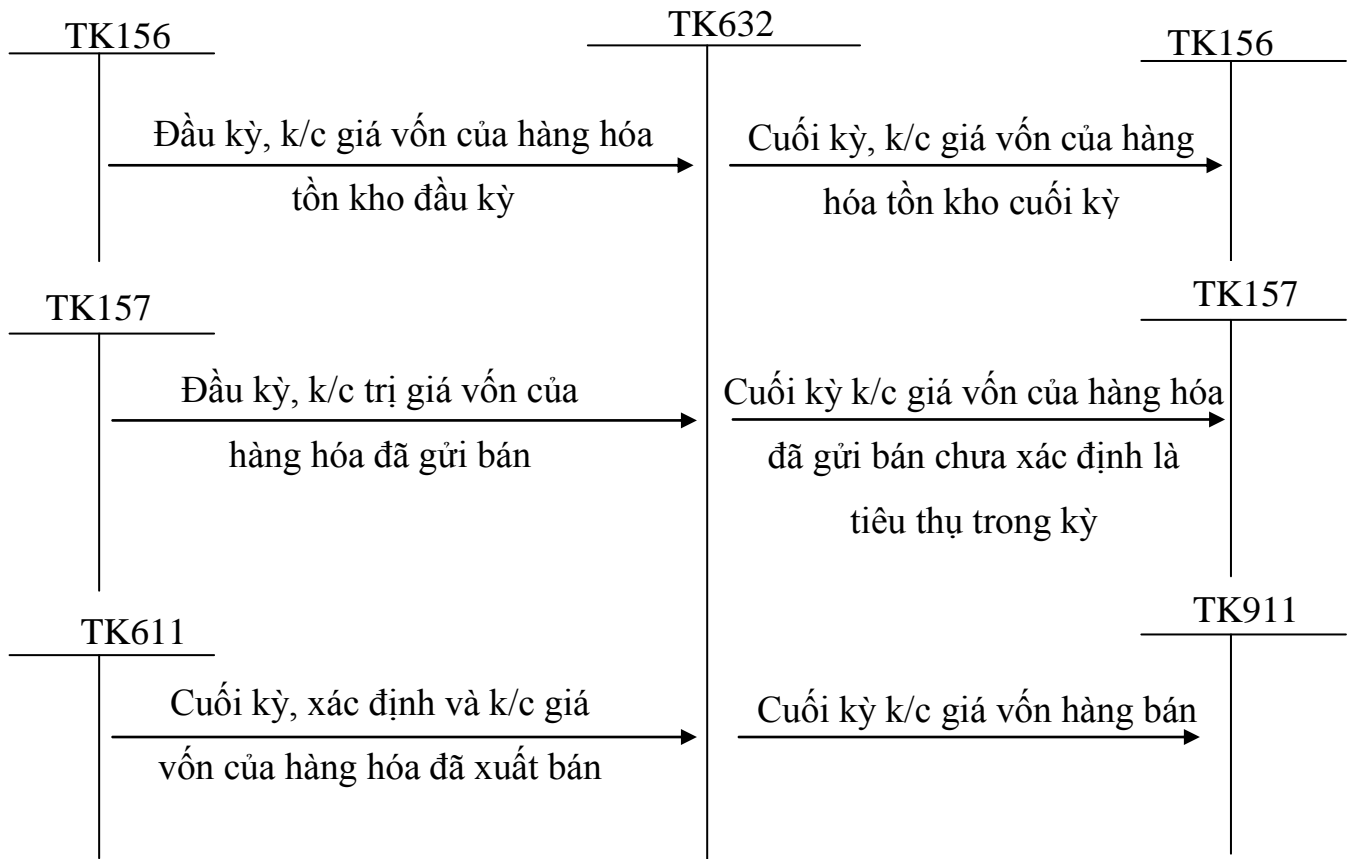 TK156
TK632
TK156
Đầu kỳ, k/c giá vốn của hàng hóa
tồn kho đầu kỳ
Cuối kỳ, k/c giá vốn của hàng
hóa tồn kho cuối kỳ
TK157
TK157
Đầu kỳ, k/c trị giá vốn của
hàng hóa đã gửi bán
Cuối kỳ k/c giá vốn của hàng hóa
đã gửi bán chưa xác định là
tiêu thụ trong kỳ
TK611
TK911
Cuối kỳ, xác định và k/c giá
vốn của hàng hóa đã xuất bán
Cuối kỳ k/c giá vốn hàng bán